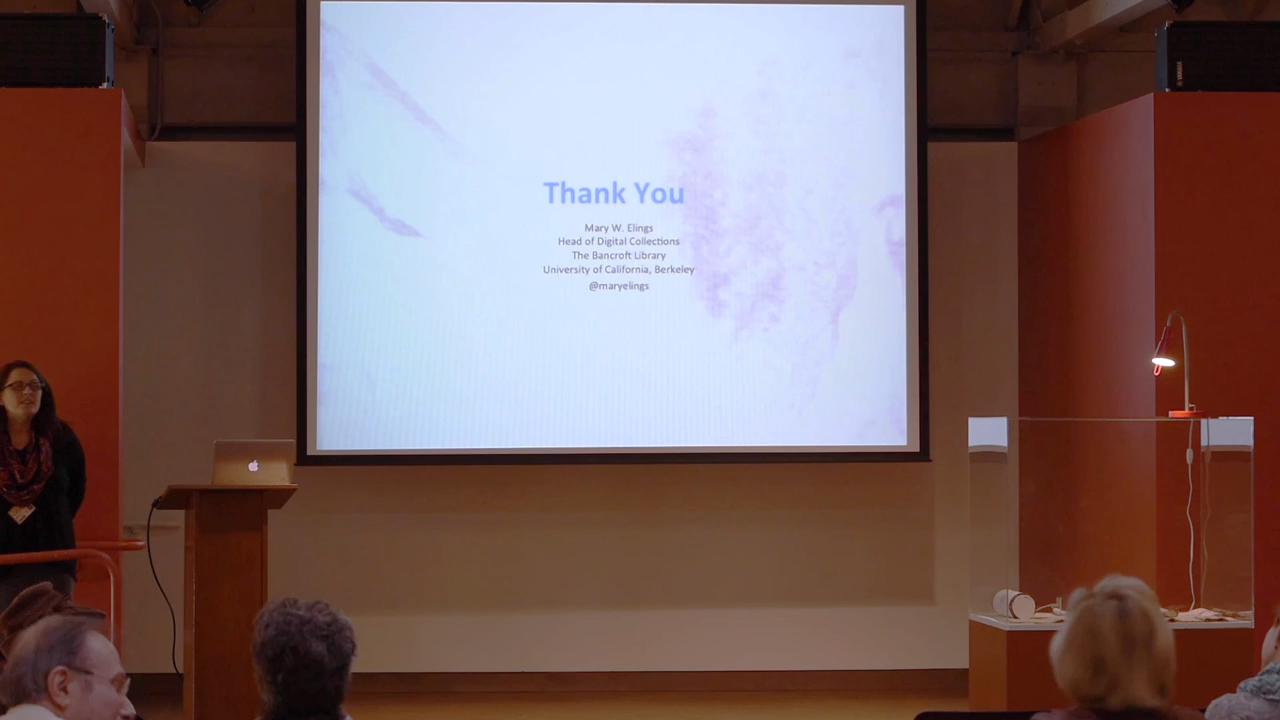 Thank You
Mary W. Elings
Head of Digital Collections
The Bancroft Library
University of California, Berkeley
@maryelings